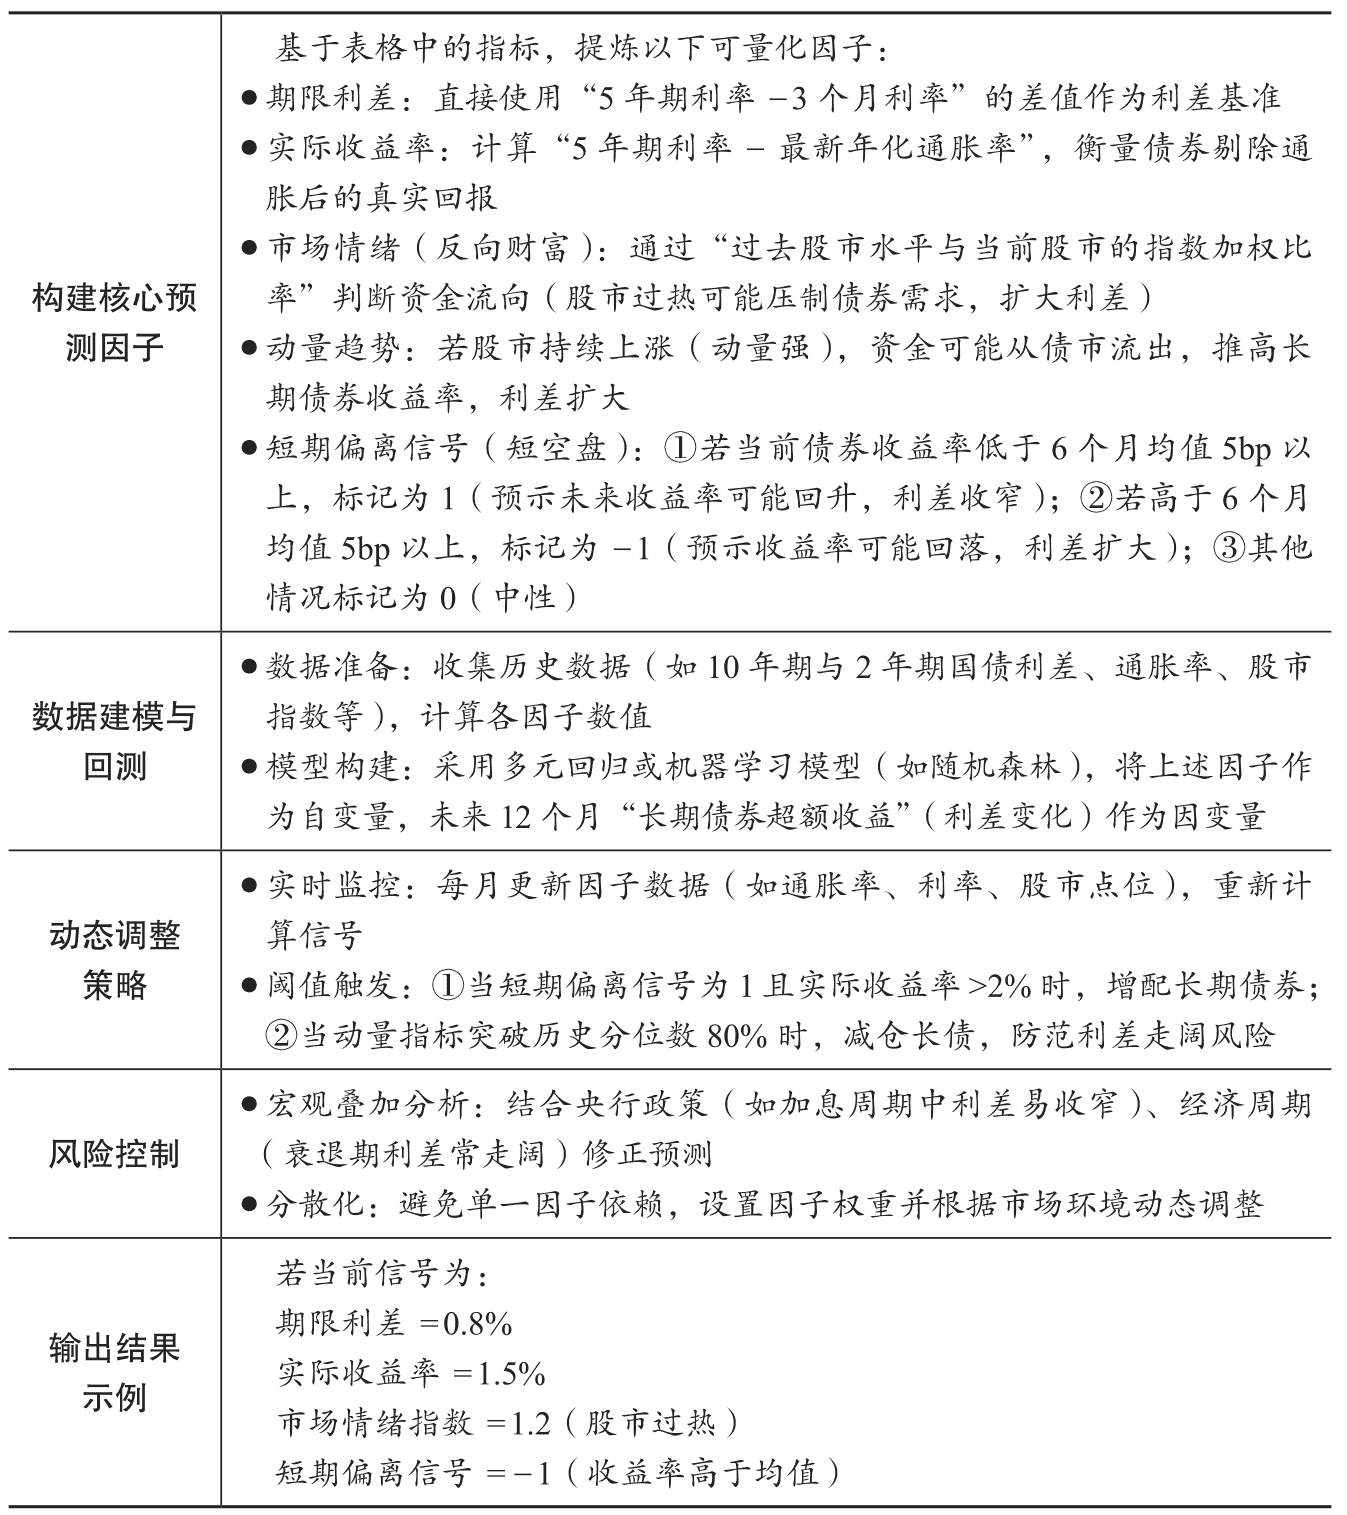 构建核心预
测因子
基于表格中的指标，提炼以下可量化因子：
●期限利差：直接使用“5 年期利率 −3 个月利率”的差值作为利差基准
●实际收益率：计算“5 年期利率 − 最新年化通胀率”，衡量债券剔除通
胀后的真实回报
●市场情绪（反向财富）：通过“过去股市水平与当前股市的指数加权比
率”判断资金流向（股市过热可能压制债券需求，扩大利差）
●动量趋势：若股市持续上涨（动量强），资金可能从债市流出，推高长
期债券收益率，利差扩大
●短期偏离信号（短空盘）：①若当前债券收益率低于 6 个月均值 5bp 以
上，标记为 1（预示未来收益率可能回升，利差收窄）；②若高于 6 个月
均值 5bp 以上，标记为 −1（预示收益率可能回落，利差扩大）；③其他
情况标记为 0（中性）
数据建模与
回测
●数据准备：收集历史数据（如 10 年期与 2 年期国债利差、通胀率、股市
指数等），计算各因子数值
●模型构建：采用多元回归或机器学习模型（如随机森林），将上述因子作
为自变量，未来 12 个月“长期债券超额收益”（利差变化）作为因变量
动态调整
策略
●实时监控：每月更新因子数据（如通胀率、利率、股市点位），重新计
算信号
●阈值触发：①当短期偏离信号为 1 且实际收益率 >2% 时，增配长期债券；
②当动量指标突破历史分位数 80% 时，减仓长债，防范利差走阔风险
风险控制
●宏观叠加分析：结合央行政策（如加息周期中利差易收窄）、经济周期
（衰退期利差常走阔）修正预测
●分散化：避免单一因子依赖，设置因子权重并根据市场环境动态调整
输出结果
示例
若当前信号为：
期限利差 =0.8%
实际收益率 =1.5%
市场情绪指数 =1.2（股市过热）
短期偏离信号 =−1（收益率高于均值）